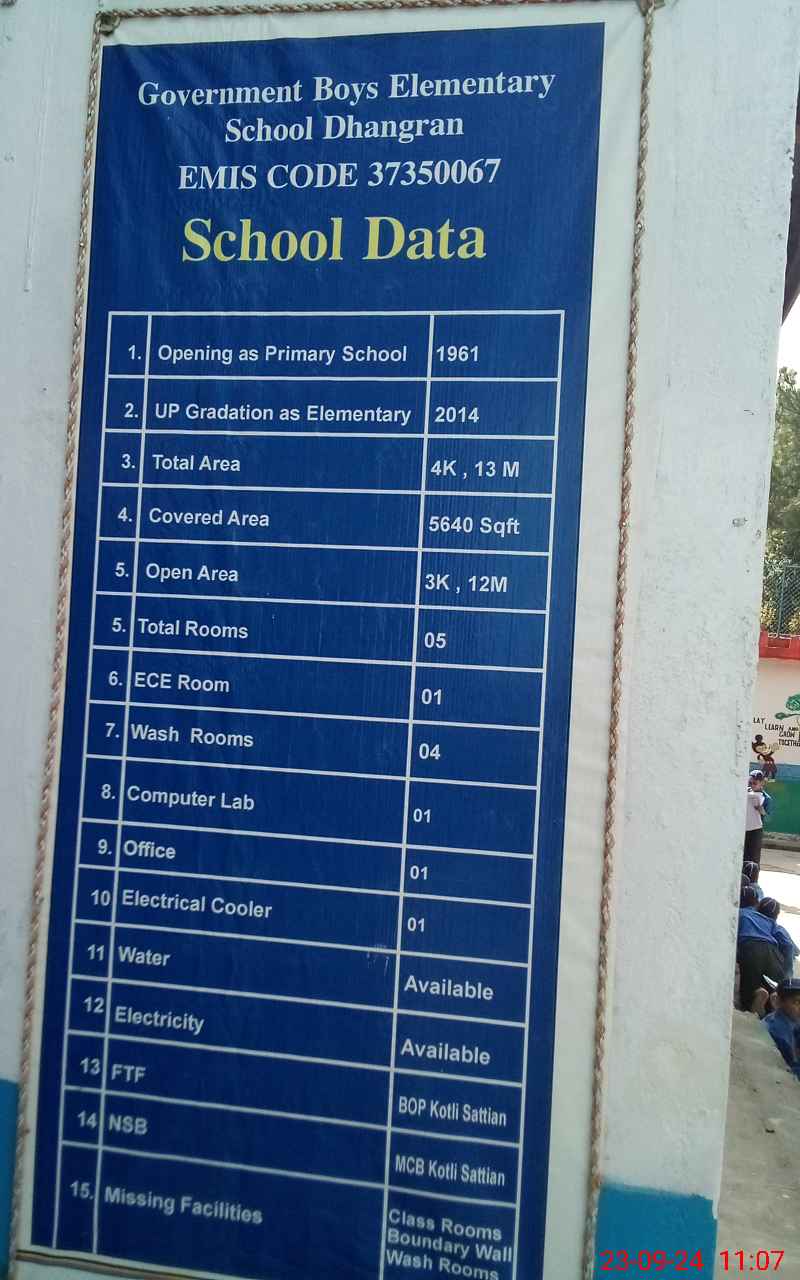 Government Boys Elementary
School Dhangran
EMIS CODE 37350067
School Data
1. Opening as Primary School 1961
2. UP Gradation as Elementary 2014
3. Total Area 4K , 13 M
4. Covered Area 5640 Sqft
5. Open Area 3K , 12M
5. Total Rooms 05
6. ECE Room 01
7. Wash Rooms 04
8. Computer Lab 01
9. Office 01
10 Electrical Cooler 01
11 Water Available
12 Electricity Available
13 FTF BOP Kotli Sattian
14 NSB MCB Kotli Sattian
15. Missing Facilities Class Rooms
Boundary Wall
Wash Rooms
LEARN AND
GROW
TOGETHE
23-09-24 11:07